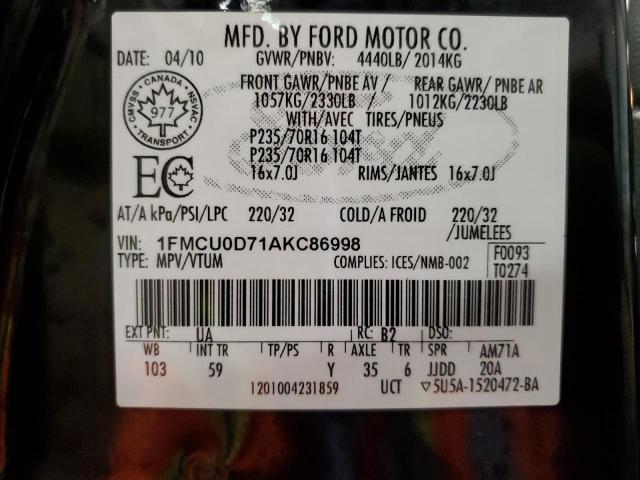 MFD. BY FORD MOTOR CO.
DATE: 04/10 GVWR/PNBV: 4440LB/ 2014KG
FRONT GAWR/ PNBE AV / REAR GAWR/ PNBE AR
1057KG/2330LB / 1012KG/2230LB
WITH/AVEC TIRES/PNEUS
P235/70R16 104T
P235/70R16 104T
16x7.0J RIMS/JANTES 16x7.0J
CMVSS · CANADA · NSVAC · TRANSPORT
977
EC
AT/A kPa/PSI/LPC 220/32 COLD/A FROID 220/32
/JUMELEES
VIN: 1FMCU0D71AKC86998
TYPE: MPV/VTUM COMPLIES: ICES/NMB-002
F0093
T0274
EXT PNT: UA RC: B2 DSO:
WB INT TR TP/PS R AXLE TR SPR AM71A
103 59 Y 35 6 JJDD 20A
1201004231859 UCT ▽5U5A-1520472-BA